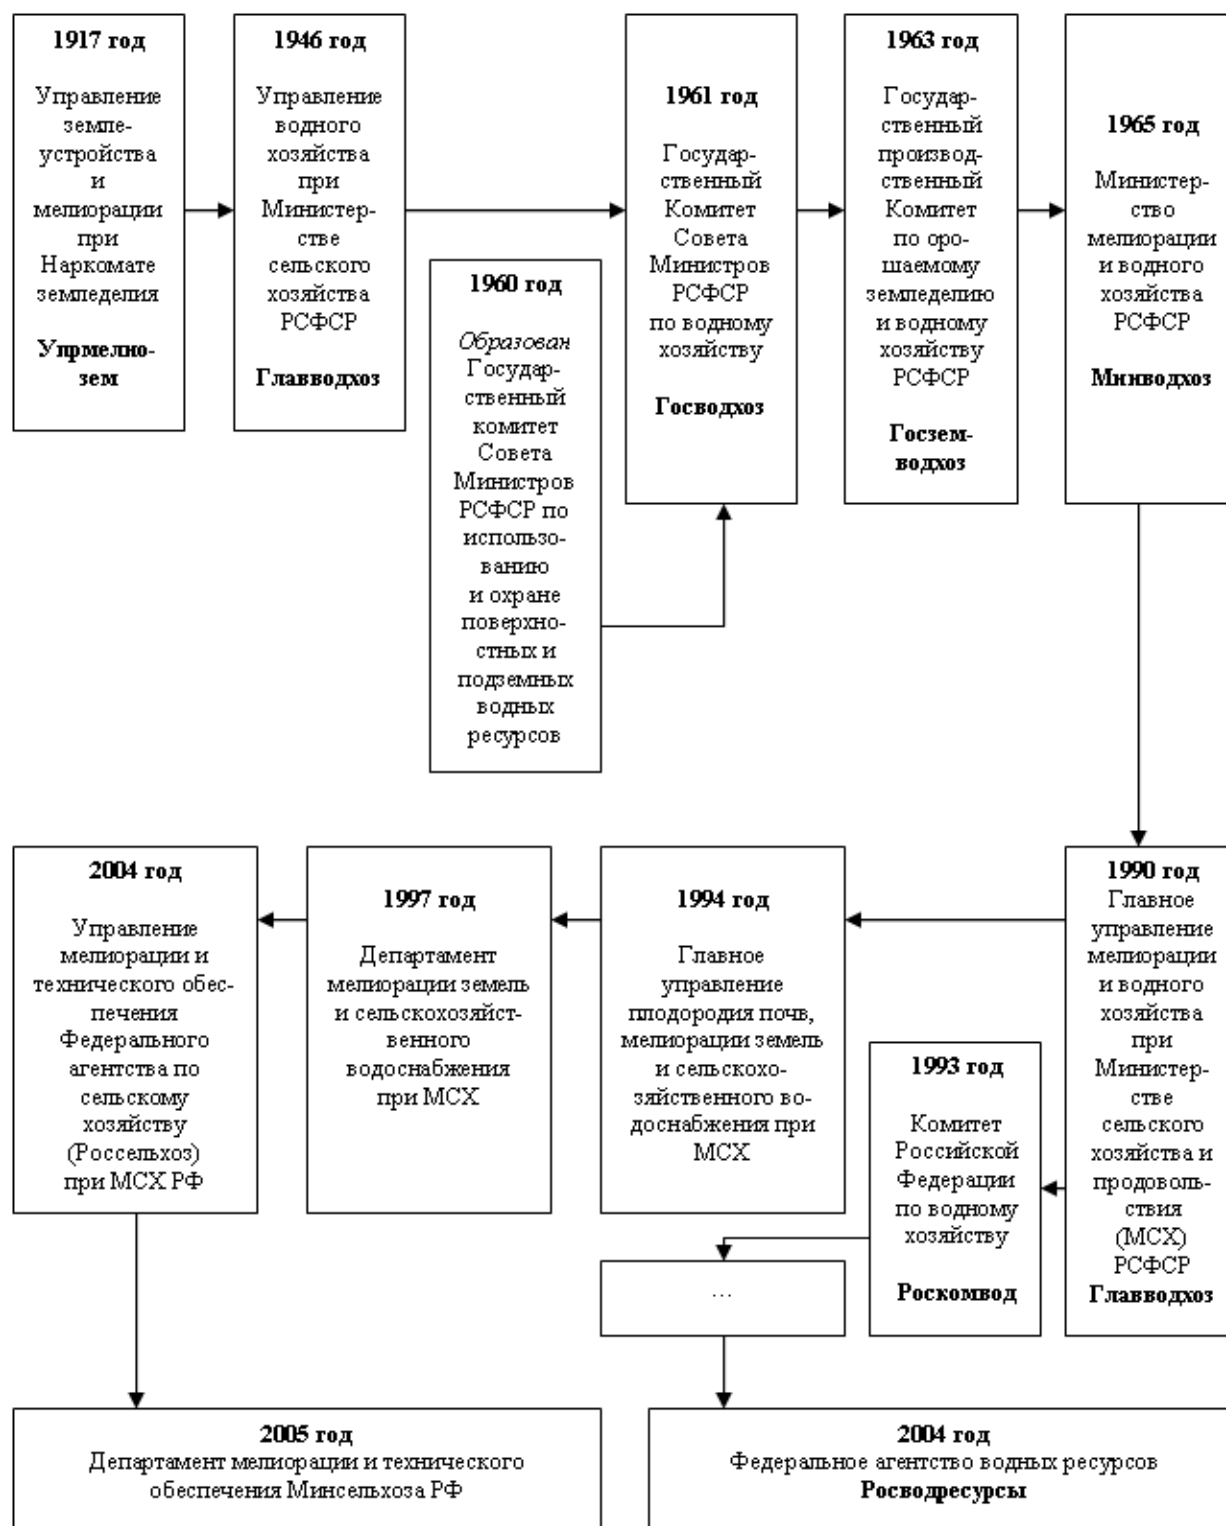 1917 год
Управление
земле-
устройства
и
мелиорации
при
Наркомате
земледелия
Упрмелио-
зем
1946 год
Управление
водного
хозяйства
при
Министер-
стве
сельского
хозяйства
РСФСР
Главводхоз
1960 год
Образован
Государ-
ственный
комитет
Совета
Министров
РСФСР по
использо-
ванию
и охране
поверхно-
стных и
подземных
водных
ресурсов
1961 год
Государ-
ственный
Комитет
Совета
Министров
РСФСР
по водному
хозяйству
Госводхоз
1963 год
Государ-
ственный
производ-
ственный
Комитет
по оро-
шаемому
земледелию
и водному
хозяйству
РСФСР
Госзем-
водхоз
1965 год
Министер-
ство
мелиорации
и водного
хозяйства
РСФСР
Минводхоз
1990 год
Главное
управление
мелиорации
и водного
хозяйства
при
Министер-
стве
сельского
хозяйства и
продоволь-
ствия
(МСХ)
РСФСР
Главводхоз
1993 год
Комитет
Российской
Федерации
по водному
хозяйству
Роскомвод
1994 год
Главное
управление
плодородия почв,
мелиорации земель
и сельскохо-
зяйственного во-
доснабжения при
МСХ
1997 год
Департамент
мелиорации земель
и сельскохозяйст-
венного
водоснабжения
при МСХ
2004 год
Управление
мелиорации и
технического обес-
печения
Федерального
агентства по
сельскому
хозяйству
(Россельхоз)
при МСХ РФ
...
2005 год
Департамент мелиорации и технического
обеспечения Минсельхоза РФ
2004 год
Федеральное агентство водных ресурсов
Росводресурсы